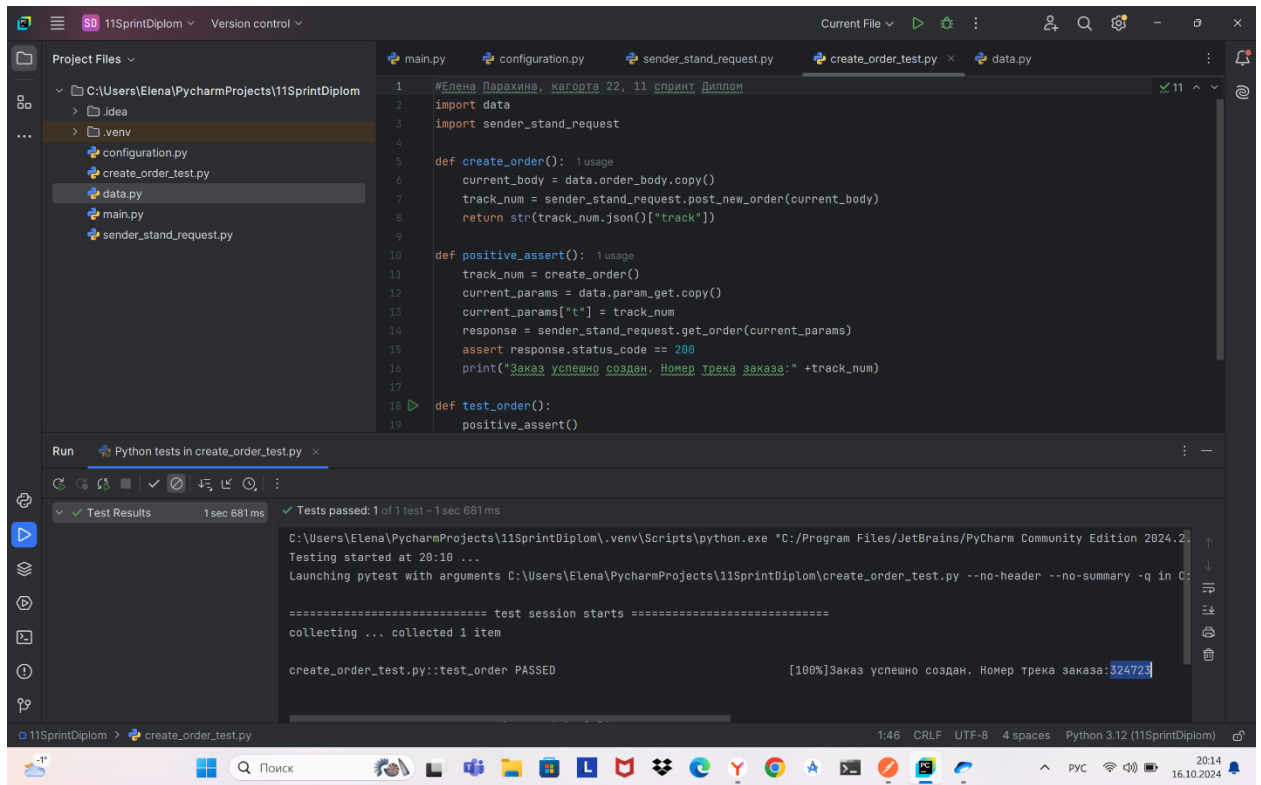 SD 11SprintDiplom Version control Current File
Project Files
main.py configuration.py sender_stand_request.py create_order_test.py data.py
C:\Users\Elena\PycharmProjects\11SprintDiplom
.idea
.venv
configuration.py
create_order_test.py
data.py
main.py
sender_stand_request.py
1 #Елена Парахина, кагорта 22, 11 спринт Диплом 11
2 import data
3 import sender_stand_request
4
5 def create_order(): 1 usage
6 current_body = data.order_body.copy()
7 track_num = sender_stand_request.post_new_order(current_body)
8 return str(track_num.json()["track"])
9
10 def positive_assert(): 1 usage
11 track_num = create_order()
12 current_params = data.param_get.copy()
13 current_params["t"] = track_num
14 response = sender_stand_request.get_order(current_params)
15 assert response.status_code == 200
16 print("Заказ успешно создан. Номер трека заказа:" +track_num)
17
18 def test_order():
19 positive_assert()
Run Python tests in create_order_test.py
Test Results 1 sec 681 ms
Tests passed: 1 of 1 test – 1 sec 681 ms
C:\Users\Elena\PycharmProjects\11SprintDiplom\.venv\Scripts\python.exe "C:/Program Files/JetBrains/PyCharm Community Edition 2024.2.
Testing started at 20:10 ...
Launching pytest with arguments C:\Users\Elena\PycharmProjects\11SprintDiplom\create_order_test.py --no-header --no-summary -q in C:
============================= test session starts =============================
collecting ... collected 1 item
create_order_test.py::test_order PASSED [100%]Заказ успешно создан. Номер трека заказа:324723
11SprintDiplom > create_order_test.py 1:46 CRLF UTF-8 4 spaces Python 3.12 (11SprintDiplom)
-1°
Поиск
L
РУС
20:14
16.10.2024